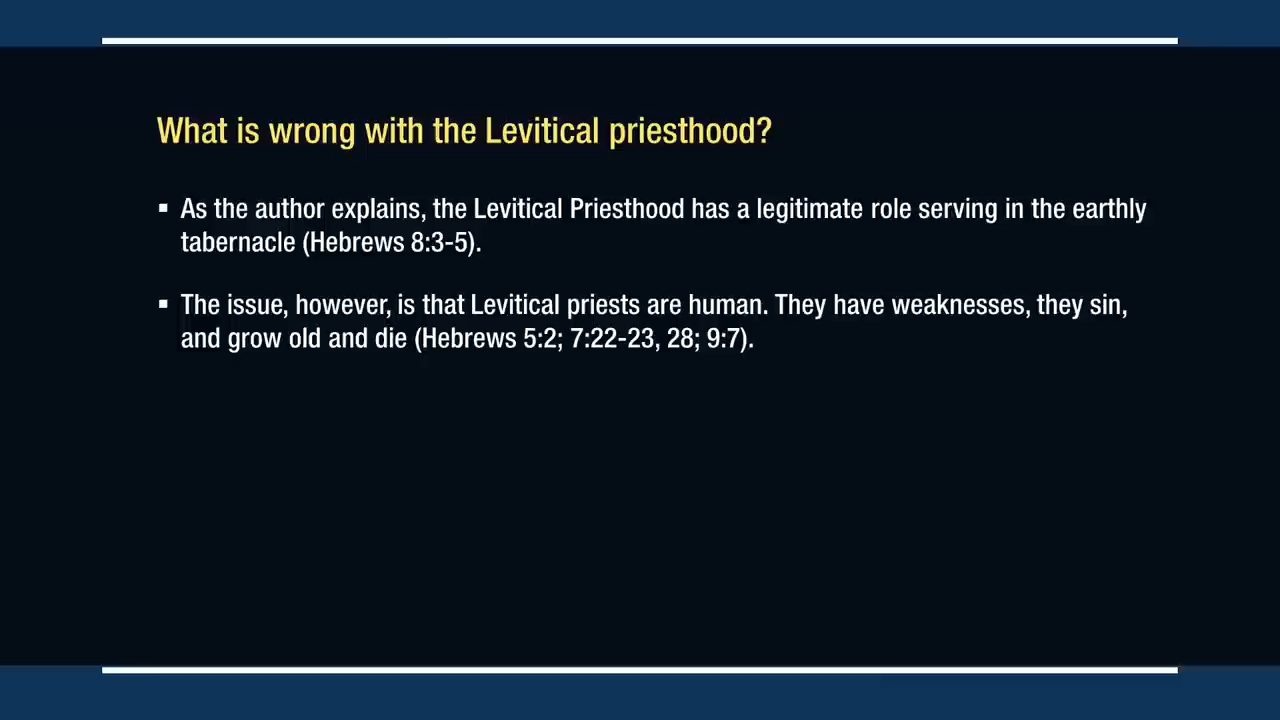 What is wrong with the Levitical priesthood?
▪ As the author explains, the Levitical Priesthood has a legitimate role serving in the earthly
tabernacle (Hebrews 8:3-5).
▪ The issue, however, is that Levitical priests are human. They have weaknesses, they sin,
and grow old and die (Hebrews 5:2; 7:22-23, 28; 9:7).